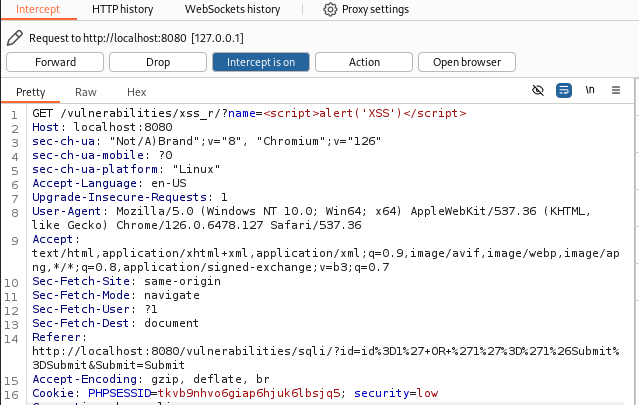 Intercept HTTP history WebSockets history Proxy settings
Request to http://localhost:8080 [127.0.0.1]
Forward Drop Intercept is on Action Open browser
Pretty Raw Hex \n
1 GET /vulnerabilities/xss_r/?name=<script>alert('XSS')</script>
2 Host: localhost:8080
3 sec-ch-ua: "Not/A)Brand";v="8", "Chromium";v="126"
4 sec-ch-ua-mobile: ?0
5 sec-ch-ua-platform: "Linux"
6 Accept-Language: en-US
7 Upgrade-Insecure-Requests: 1
8 User-Agent: Mozilla/5.0 (Windows NT 10.0; Win64; x64) AppleWebKit/537.36 (KHTML,
like Gecko) Chrome/126.0.6478.127 Safari/537.36
9 Accept:
text/html,application/xhtml+xml,application/xml;q=0.9,image/avif,image/webp,image/ap
ng,*/*;q=0.8,application/signed-exchange;v=b3;q=0.7
10 Sec-Fetch-Site: same-origin
11 Sec-Fetch-Mode: navigate
12 Sec-Fetch-User: ?1
13 Sec-Fetch-Dest: document
14 Referer:
http://localhost:8080/vulnerabilities/sqli/?id=id%3D1%27+OR+%271%27%3D%271%26Submit%
3DSubmit&Submit=Submit
15 Accept-Encoding: gzip, deflate, br
16 Cookie: PHPSESSID=tkvb9nhvo6giap6hjuk6lbsjq5; security=low